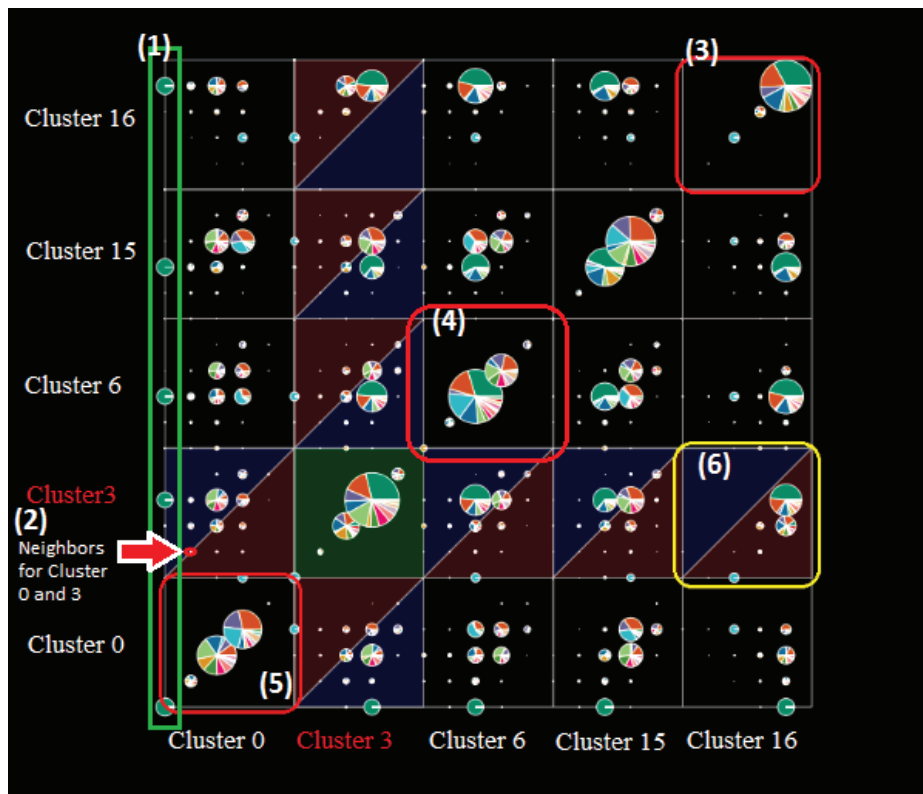 (1)
(3)
Cluster 16
Cluster 15
(4)
Cluster 6
Cluster3
(6)
(2)
Neighbors
for Cluster
0 and 3
Cluster 0
(5)
Cluster 0
Cluster 3
Cluster 6
Cluster 15
Cluster 16